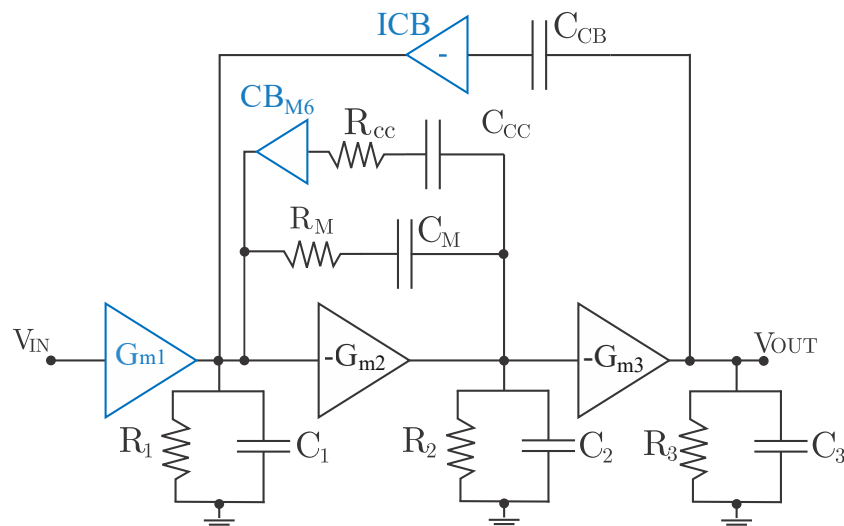 ICB
-
C_CB
CB_M6
R_cc
C_CC
R_M
C_M
V_IN
G_m1
-G_m2
-G_m3
V_OUT
R_1
C_1
R_2
C_2
R_3
C_3